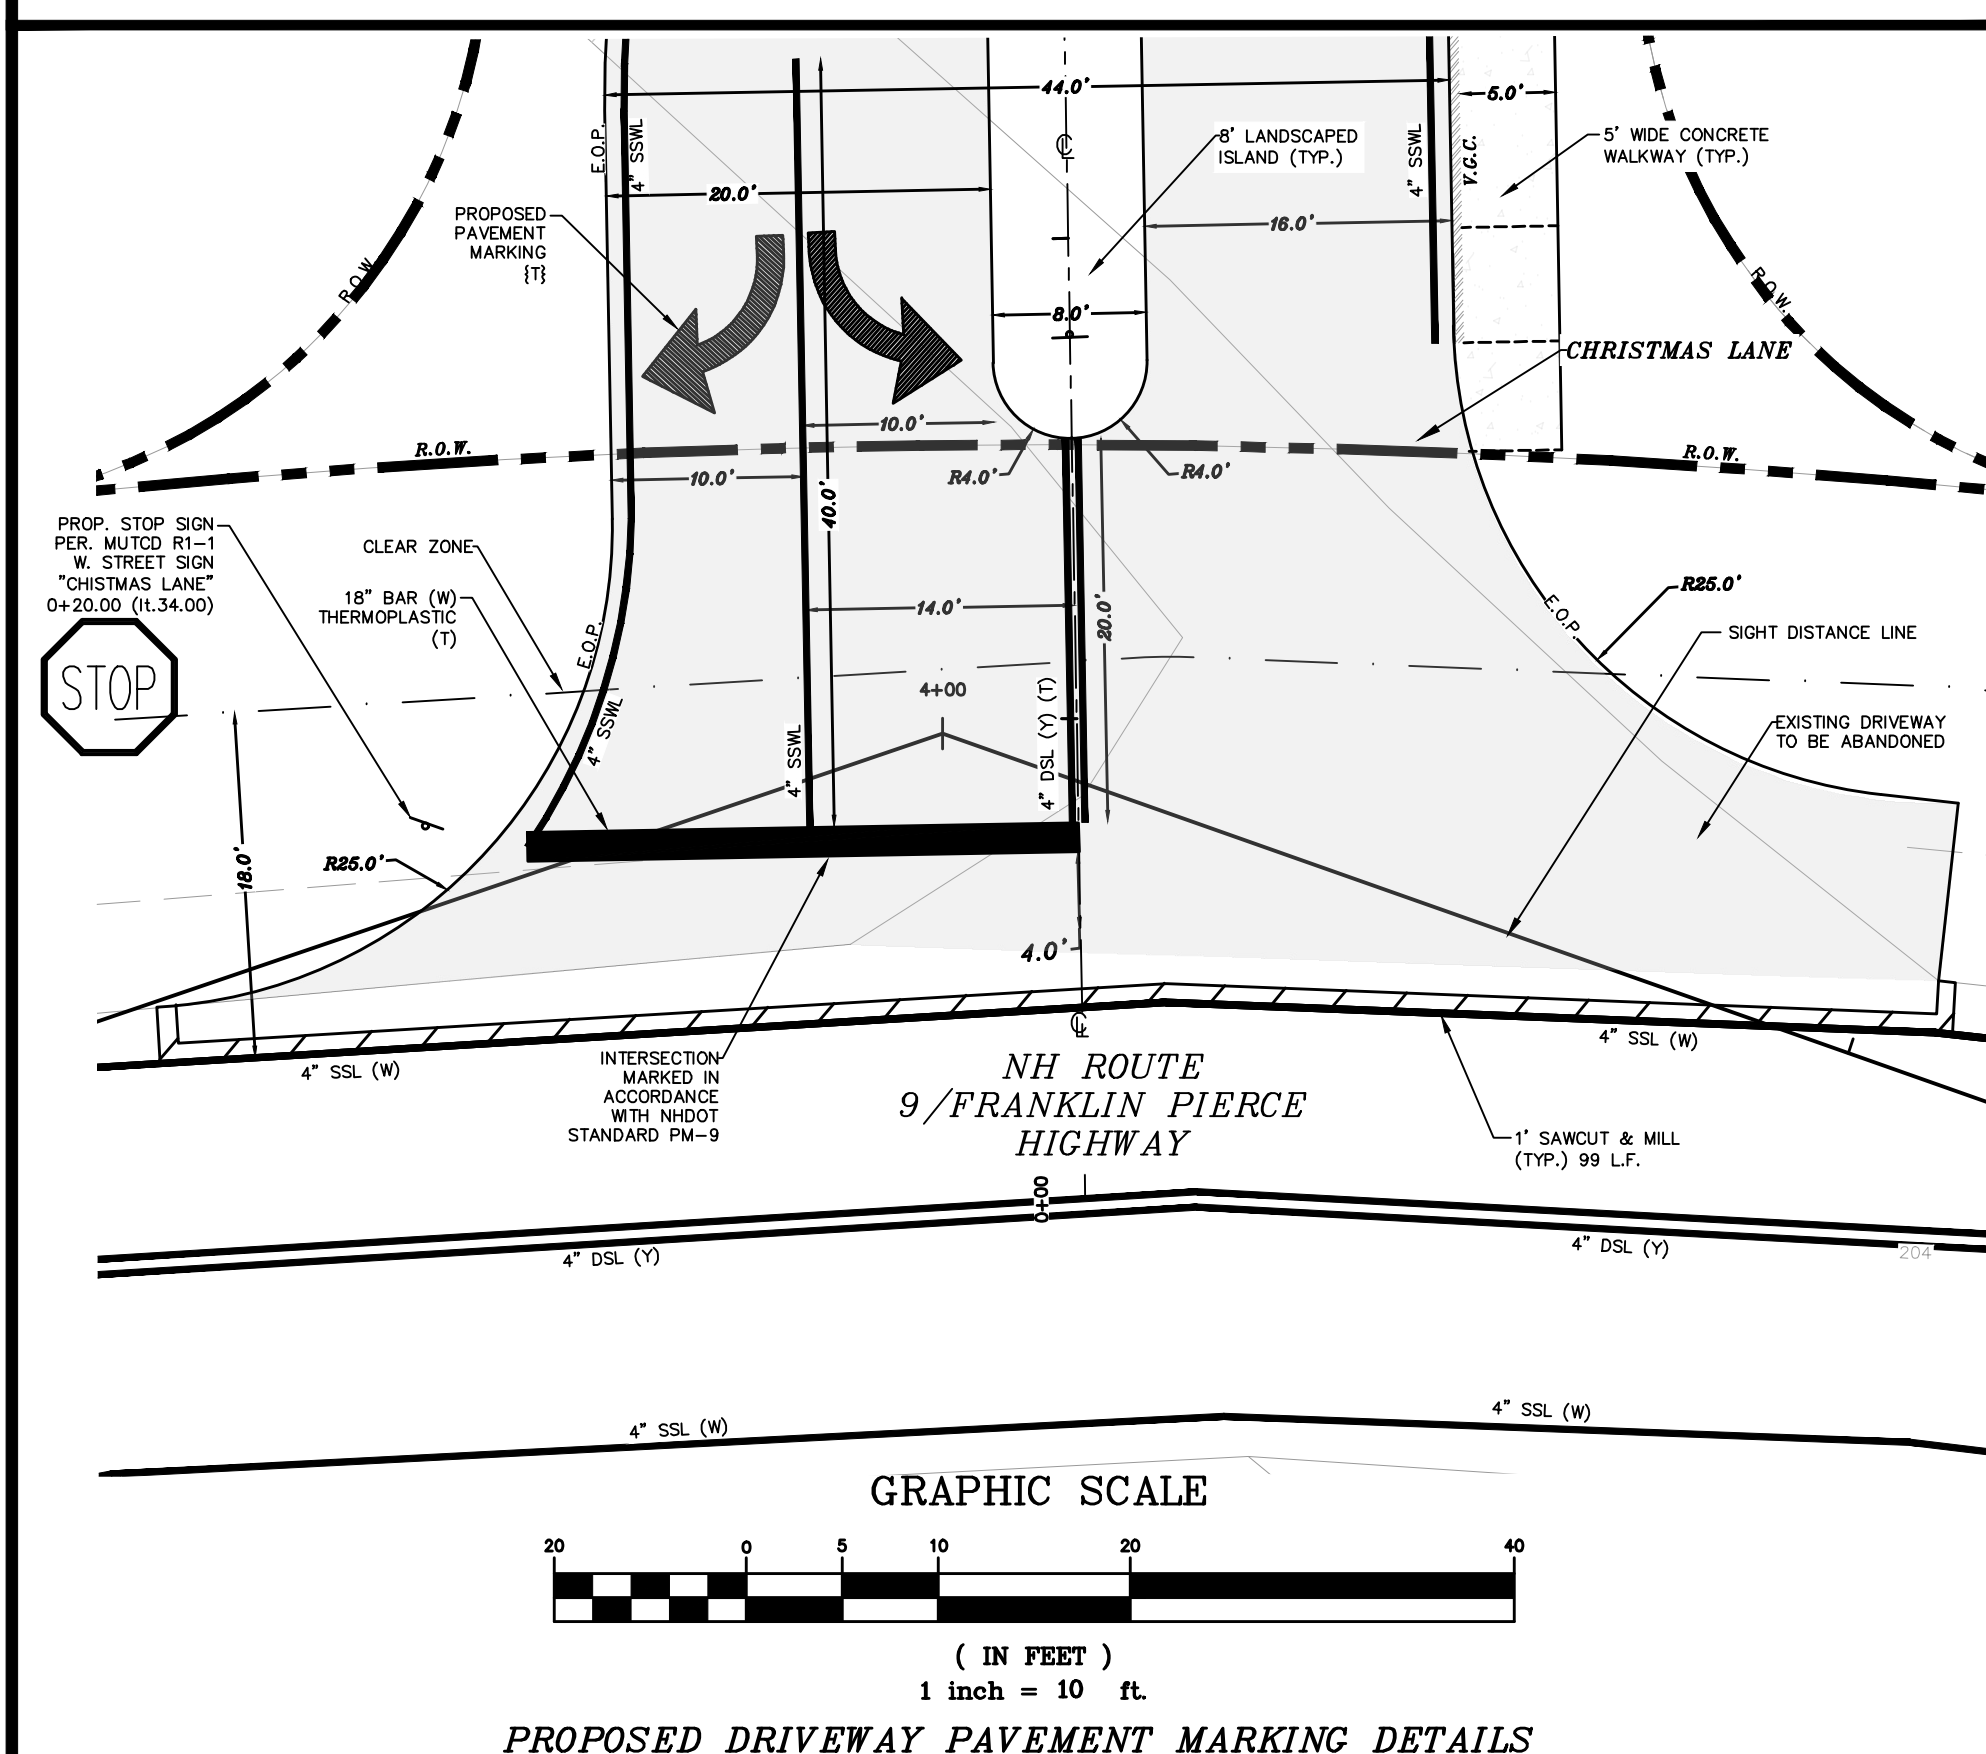 44.0'
5.0'
E.O.P.
4" SSWL
℄
8' LANDSCAPED
ISLAND (TYP.)
4" SSWL
V.G.C.
5' WIDE CONCRETE
WALKWAY (TYP.)
20.0'
16.0'
PROPOSED
PAVEMENT
MARKING
{T}
R.O.W.
R.O.W.
8.0'
CHRISTMAS LANE
10.0'
R.O.W.
R.O.W.
10.0'
40.0'
R4.0'
R4.0'
PROP. STOP SIGN
PER. MUTCD R1-1
W. STREET SIGN
"CHISTMAS LANE"
0+20.00 (lt.34.00)
STOP
CLEAR ZONE
18" BAR (W)
THERMOPLASTIC
(T)
14.0'
20.0'
R25.0'
E.O.P.
E.O.P.
SIGHT DISTANCE LINE
4+00
4" SSWL
4" SSWL
4" DSL (Y) (T)
EXISTING DRIVEWAY
TO BE ABANDONED
18.0'
R25.0'
4.0'
℄
4" SSL (W)
4" SSL (W)
INTERSECTION
MARKED IN
ACCORDANCE
WITH NHDOT
STANDARD PM-9
NH ROUTE
9/FRANKLIN PIERCE
HIGHWAY
1' SAWCUT & MILL
(TYP.) 99 L.F.
0+00
4" DSL (Y)
4" DSL (Y)
204
4" SSL (W)
4" SSL (W)
GRAPHIC SCALE
20 0 5 10 20 40
( IN FEET )
1 inch = 10 ft.
PROPOSED DRIVEWAY PAVEMENT MARKING DETAILS